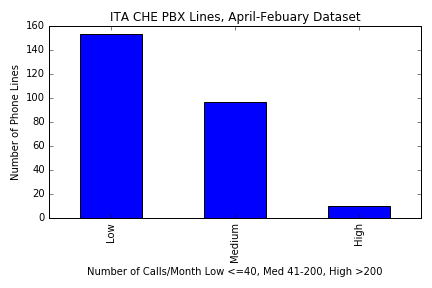 ITA CHE PBX Lines, April-Febuary Dataset
160
140
120
100
80
60
40
20
0
Number of Phone Lines
Low
Medium
High
Number of Calls/Month Low <=40, Med 41-200, High >200